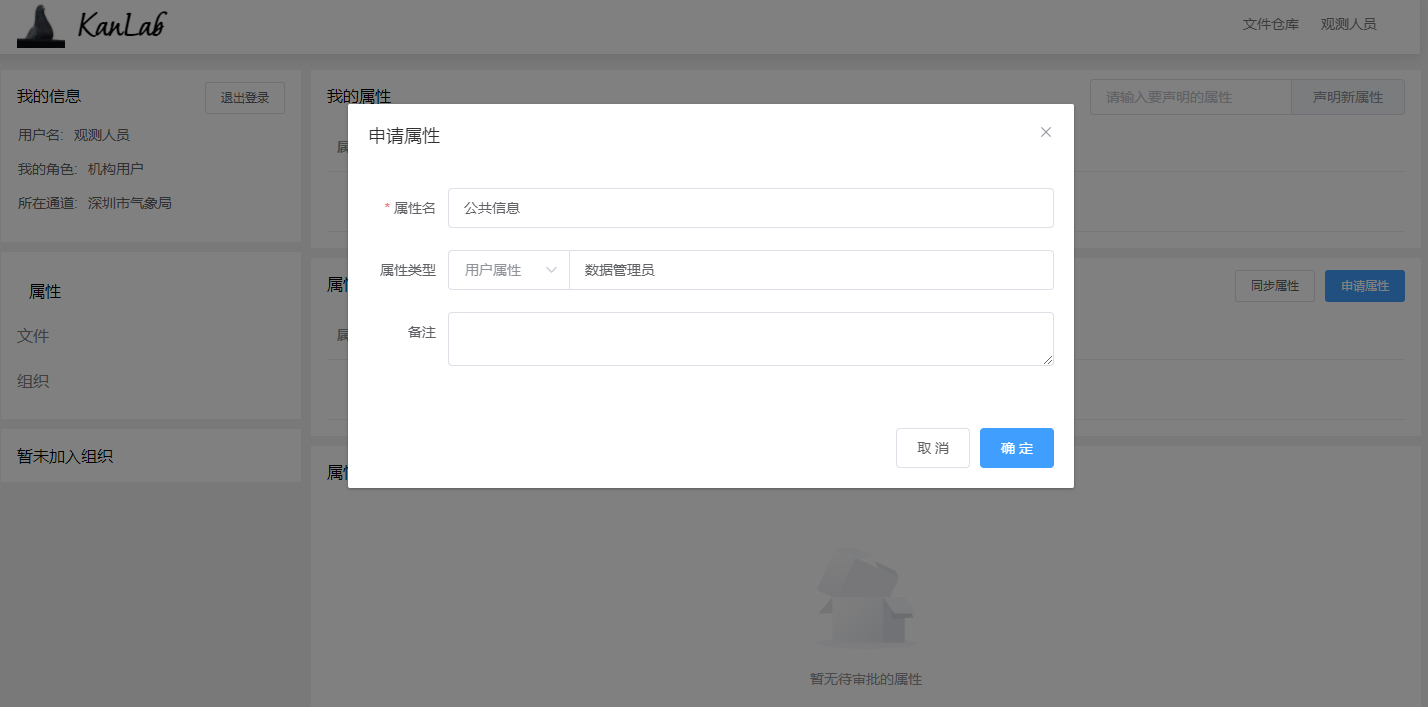 KanLab
文件仓库 观测人员
我的信息
退出登录
用户名: 观测人员
我的角色: 机构用户
所在通道: 深圳市气象局
属性
文件
组织
暂未加入组织
我的属性
请输入要声明的属性 声明新属性
属
申请属性
* 属性名 公共信息
属性类型 用户属性 数据管理员
备注
取消 确定
同步属性 申请属性
属
暂无待审批的属性